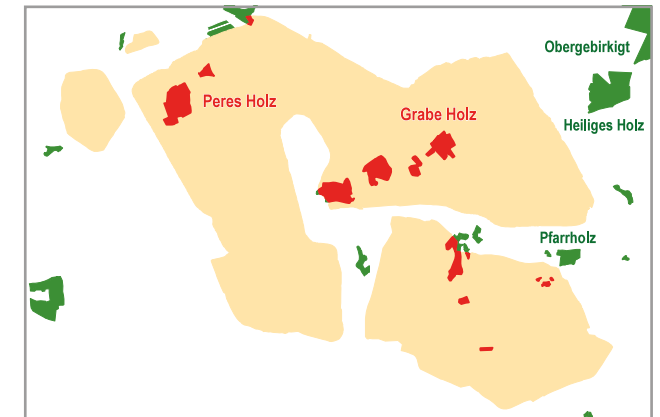 Obergebirkigt
Peres Holz
Grabe Holz
Heiliges Holz
Pfarrholz